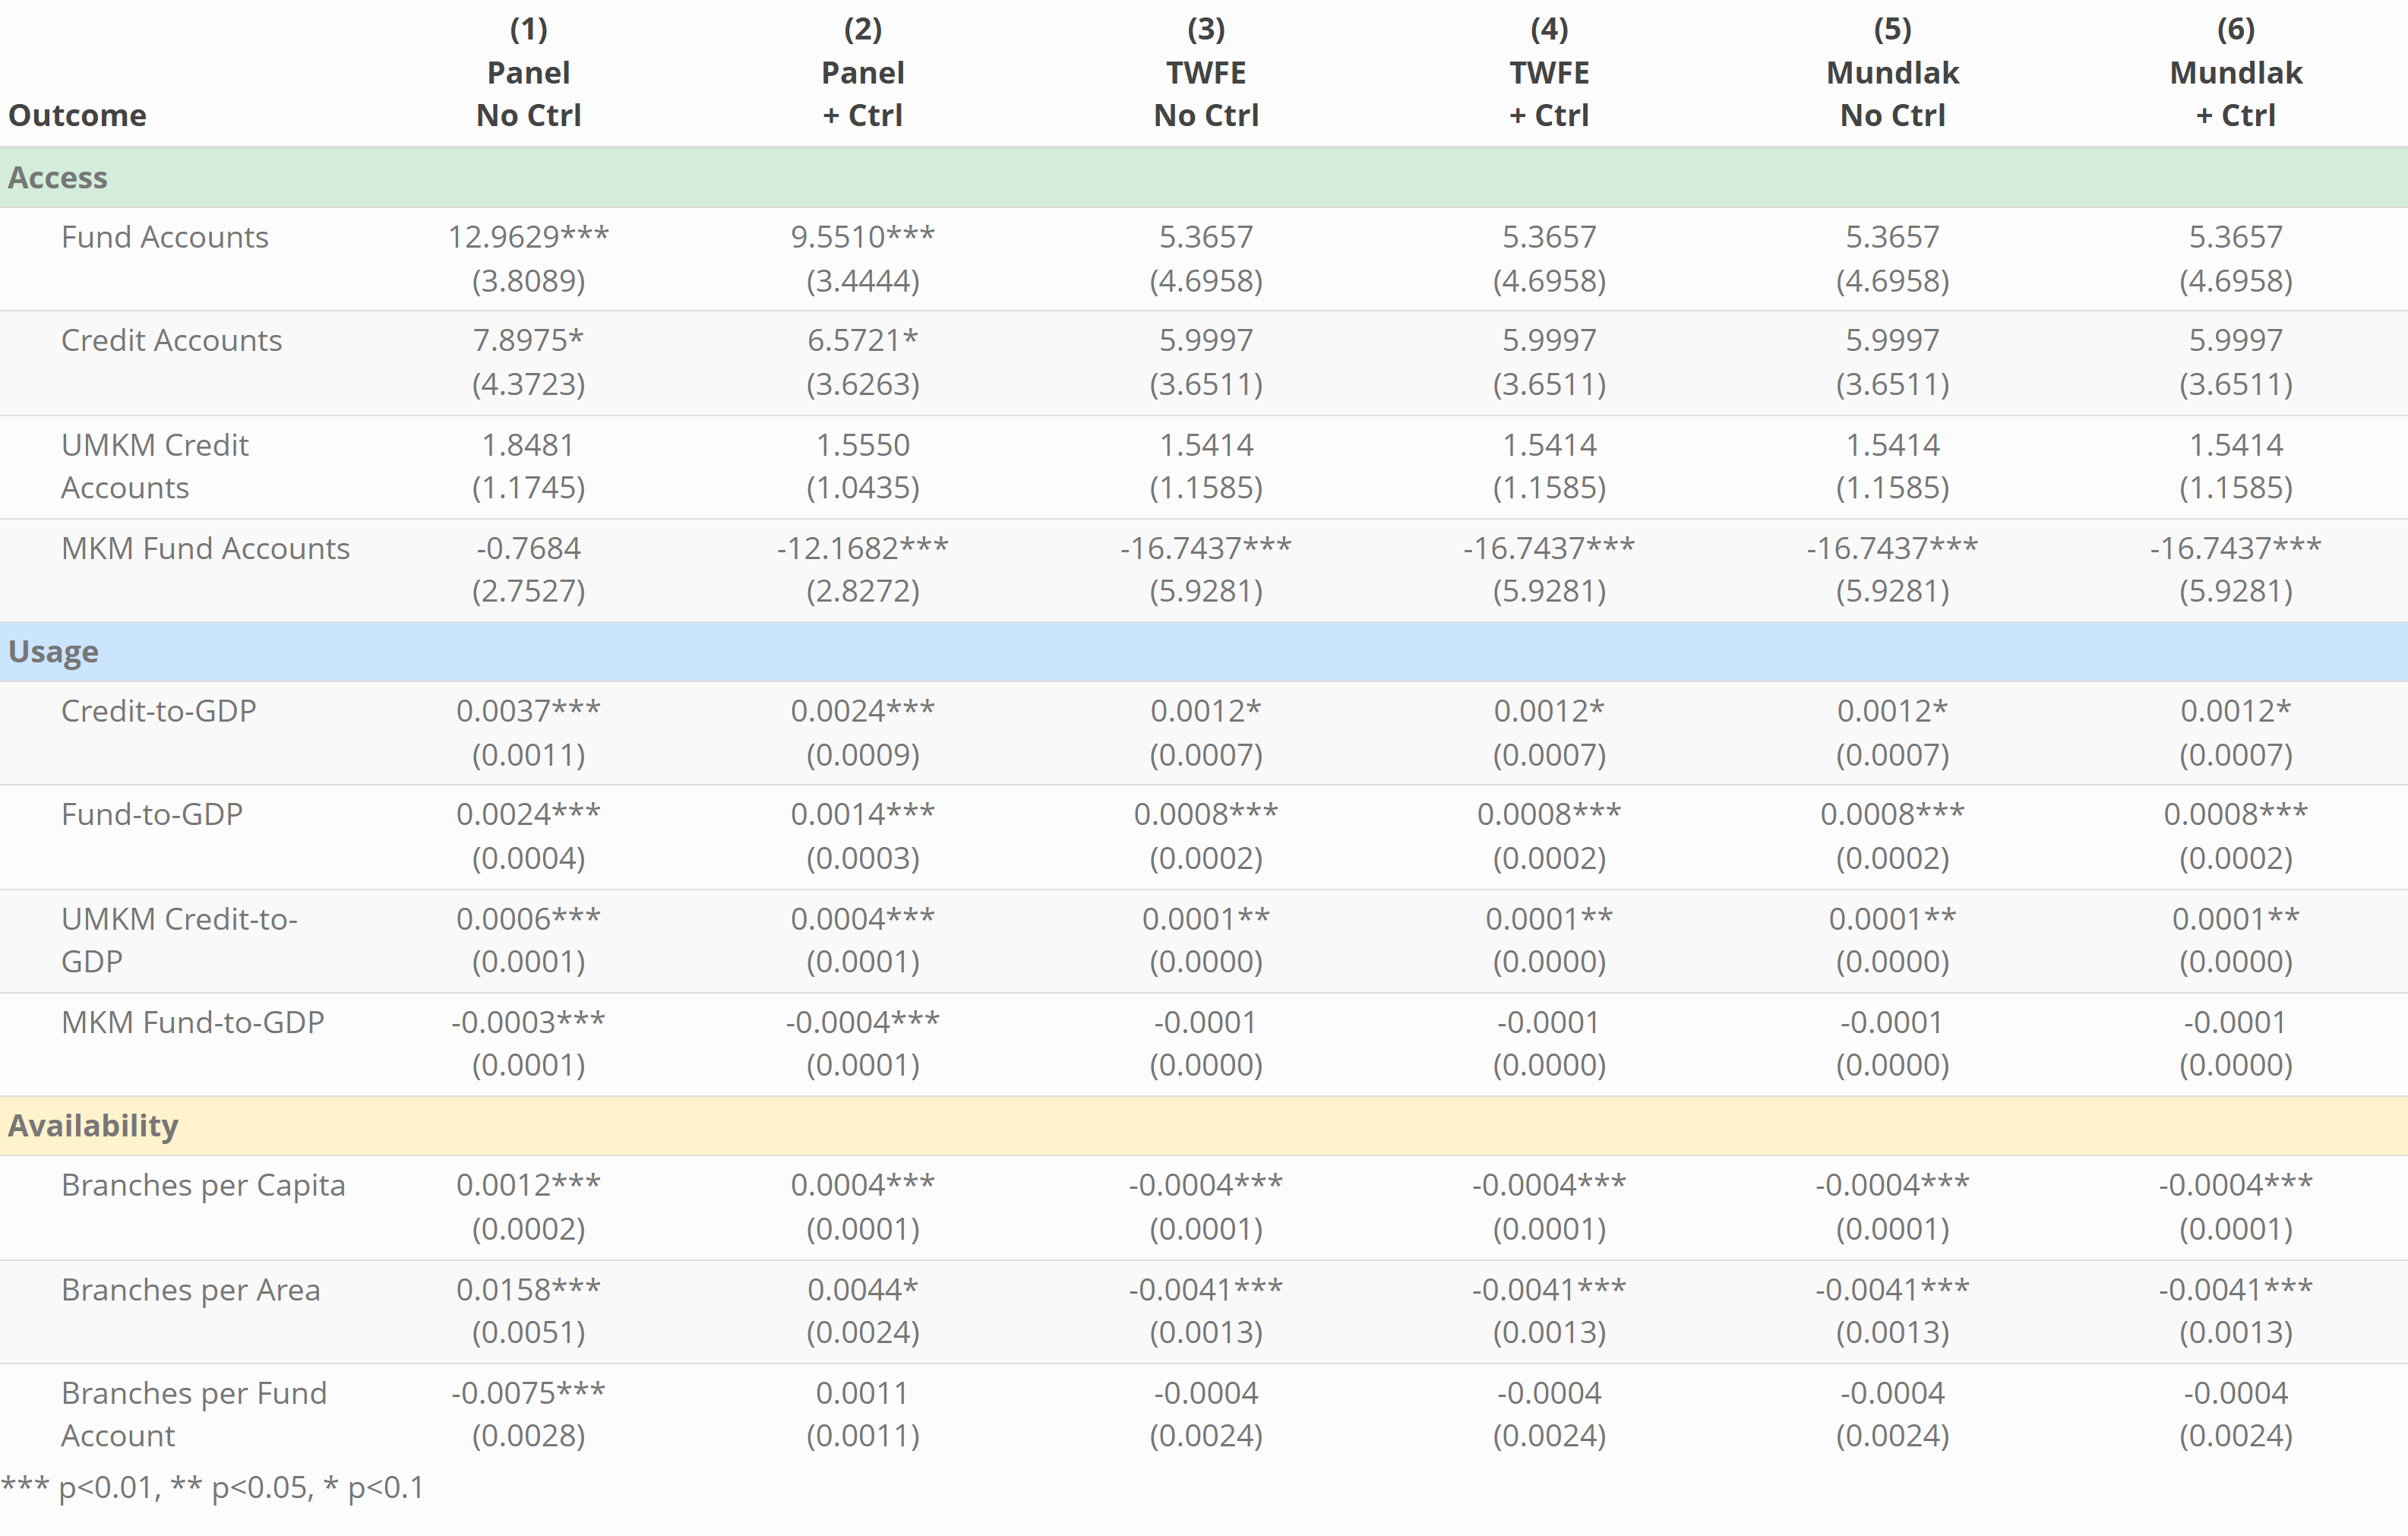 (1) (2) (3) (4) (5) (6)
Panel Panel TWFE TWFE Mundlak Mundlak
Outcome No Ctrl + Ctrl No Ctrl + Ctrl No Ctrl + Ctrl
Access
Fund Accounts 12.9629*** 9.5510*** 5.3657 5.3657 5.3657 5.3657
(3.8089) (3.4444) (4.6958) (4.6958) (4.6958) (4.6958)
Credit Accounts 7.8975* 6.5721* 5.9997 5.9997 5.9997 5.9997
(4.3723) (3.6263) (3.6511) (3.6511) (3.6511) (3.6511)
UMKM Credit 1.8481 1.5550 1.5414 1.5414 1.5414 1.5414
Accounts (1.1745) (1.0435) (1.1585) (1.1585) (1.1585) (1.1585)
MKM Fund Accounts -0.7684 -12.1682*** -16.7437*** -16.7437*** -16.7437*** -16.7437***
(2.7527) (2.8272) (5.9281) (5.9281) (5.9281) (5.9281)
Usage
Credit-to-GDP 0.0037*** 0.0024*** 0.0012* 0.0012* 0.0012* 0.0012*
(0.0011) (0.0009) (0.0007) (0.0007) (0.0007) (0.0007)
Fund-to-GDP 0.0024*** 0.0014*** 0.0008*** 0.0008*** 0.0008*** 0.0008***
(0.0004) (0.0003) (0.0002) (0.0002) (0.0002) (0.0002)
UMKM Credit-to- 0.0006*** 0.0004*** 0.0001** 0.0001** 0.0001** 0.0001**
GDP (0.0001) (0.0001) (0.0000) (0.0000) (0.0000) (0.0000)
MKM Fund-to-GDP -0.0003*** -0.0004*** -0.0001 -0.0001 -0.0001 -0.0001
(0.0001) (0.0001) (0.0000) (0.0000) (0.0000) (0.0000)
Availability
Branches per Capita 0.0012*** 0.0004*** -0.0004*** -0.0004*** -0.0004*** -0.0004***
(0.0002) (0.0001) (0.0001) (0.0001) (0.0001) (0.0001)
Branches per Area 0.0158*** 0.0044* -0.0041*** -0.0041*** -0.0041*** -0.0041***
(0.0051) (0.0024) (0.0013) (0.0013) (0.0013) (0.0013)
Branches per Fund -0.0075*** 0.0011 -0.0004 -0.0004 -0.0004 -0.0004
Account (0.0028) (0.0011) (0.0024) (0.0024) (0.0024) (0.0024)
*** p<0.01, ** p<0.05, * p<0.1